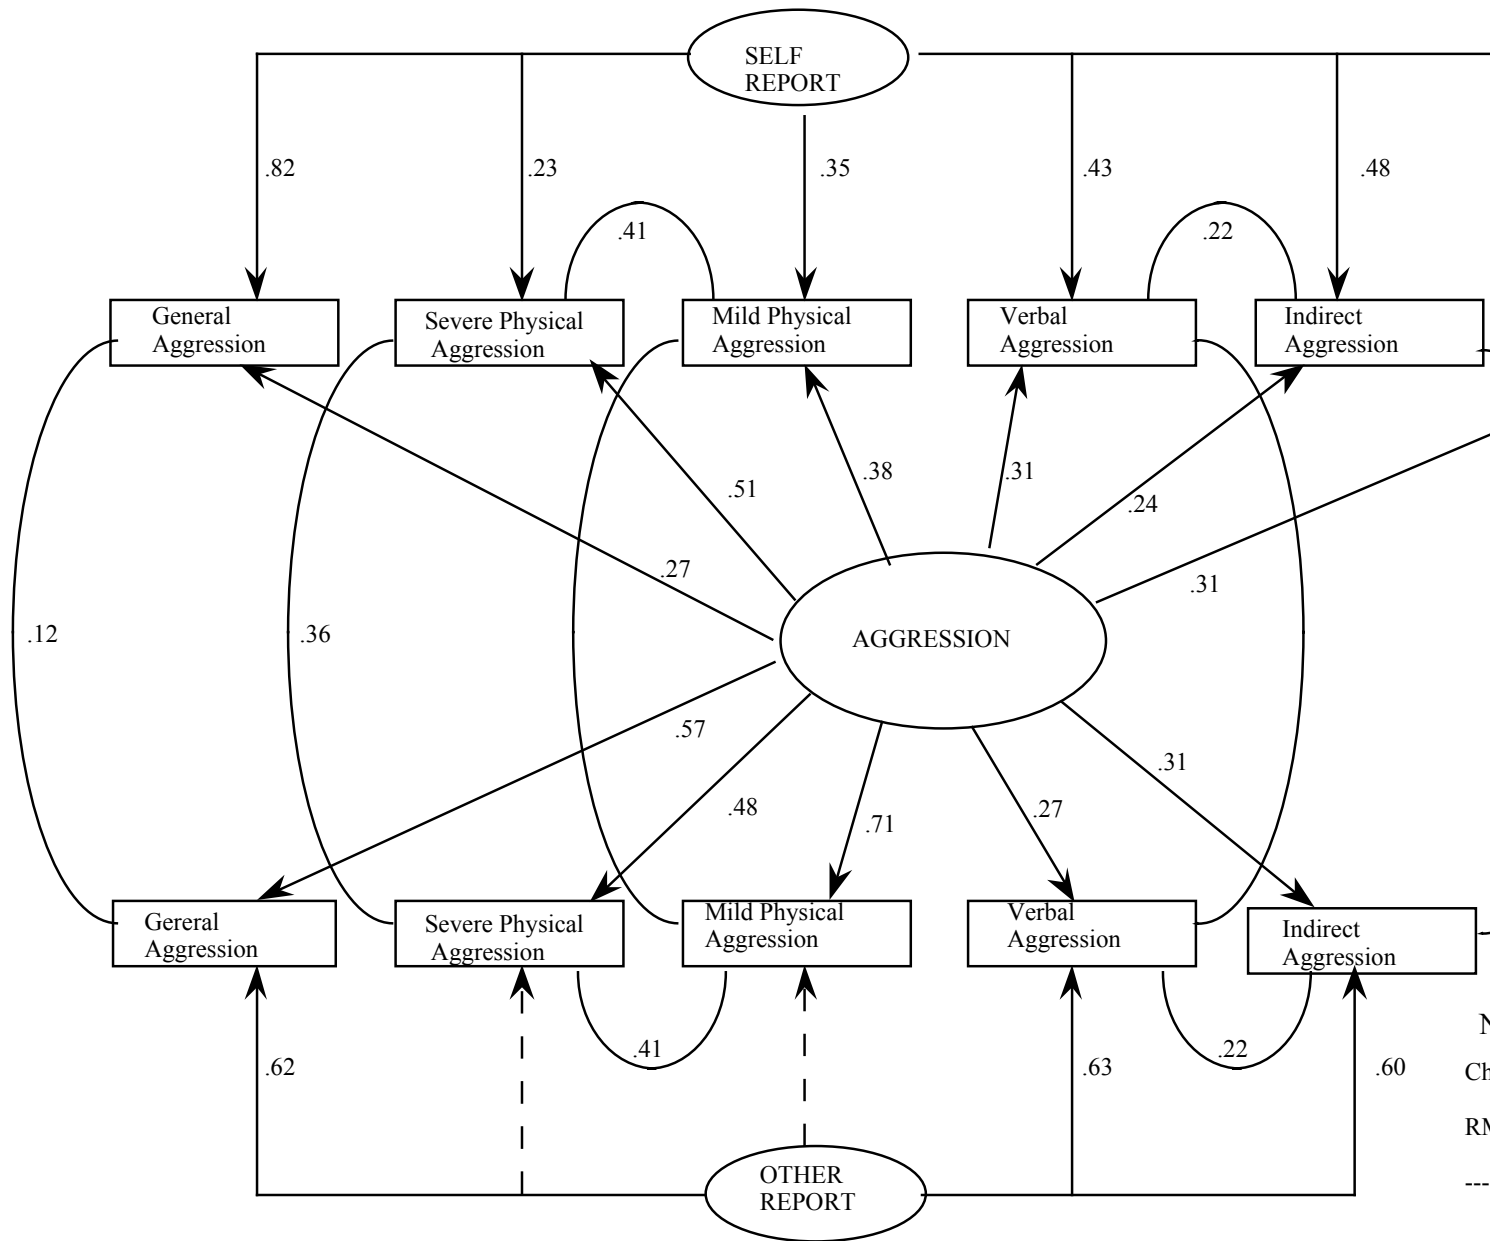 SELF
REPORT
.82
.23
.35
.43
.48
.41
.22
General
Aggression
Severe Physical
Aggression
Mild Physical
Aggression
Verbal
Aggression
Indirect
Aggression
.51
.38
.31
.24
.27
.31
.12
.36
AGGRESSION
.57
.48
.71
.27
.31
Gereral
Aggression
Severe Physical
Aggression
Mild Physical
Aggression
Verbal
Aggression
Indirect
Aggression
N
.62
.41
.63
.22
.60
Ch
RM
---
OTHER
REPORT